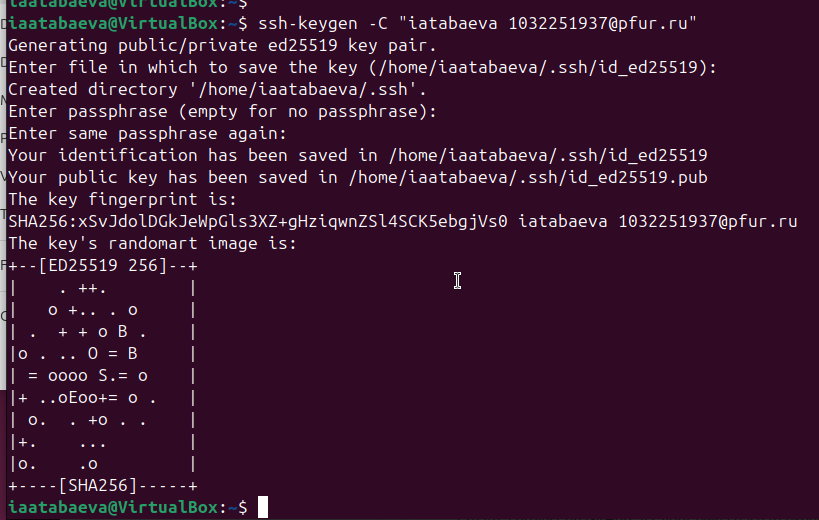 iaatabaeva@VirtualBox:~$
iaatabaeva@VirtualBox:~$ ssh-keygen -C "iatabaeva 1032251937@pfur.ru"
Generating public/private ed25519 key pair.
Enter file in which to save the key (/home/iaatabaeva/.ssh/id_ed25519):
Created directory '/home/iaatabaeva/.ssh'.
Enter passphrase (empty for no passphrase):
Enter same passphrase again:
Your identification has been saved in /home/iaatabaeva/.ssh/id_ed25519
Your public key has been saved in /home/iaatabaeva/.ssh/id_ed25519.pub
The key fingerprint is:
SHA256:xSvJdolDGkJeWpGls3XZ+gHziqwnZSl4SCK5ebgjVs0 iatabaeva 1032251937@pfur.ru
The key's randomart image is:
+--[ED25519 256]--+
|    . ++.        |
|   o +.. . o     |
| .  + + o B .    |
|o . .. O = B     |
| = oooo S.= o    |
|+ ..oEoo+= o .   |
| o.  . +o . .    |
|+.    ...        |
|o.    .o         |
+----[SHA256]-----+
iaatabaeva@VirtualBox:~$